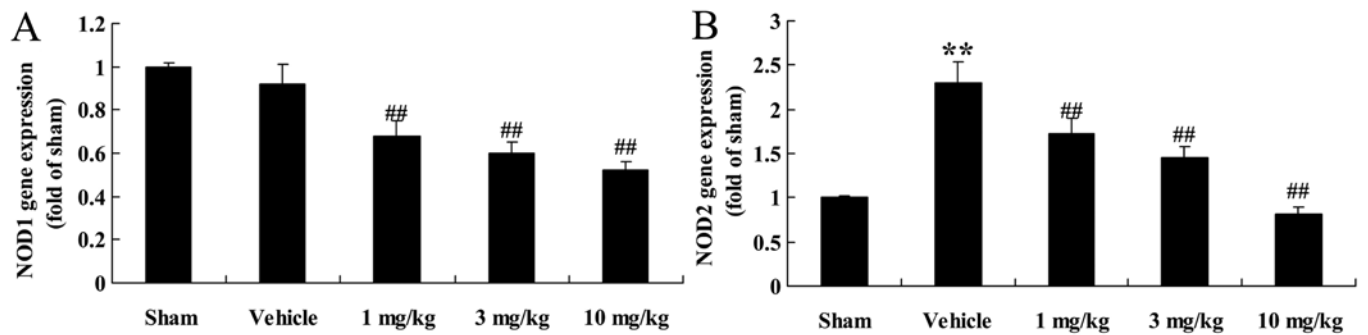 A
NOD1 gene expression
(fold of sham)
1.2
1
0.8
0.6
0.4
0.2
0
##
##
##
Sham Vehicle 1 mg/kg 3 mg/kg 10 mg/kg
B
NOD2 gene expression
(fold of sham)
3
2.5
2
1.5
1
0.5
0
**
##
##
##
Sham Vehicle 1 mg/kg 3 mg/kg 10 mg/kg